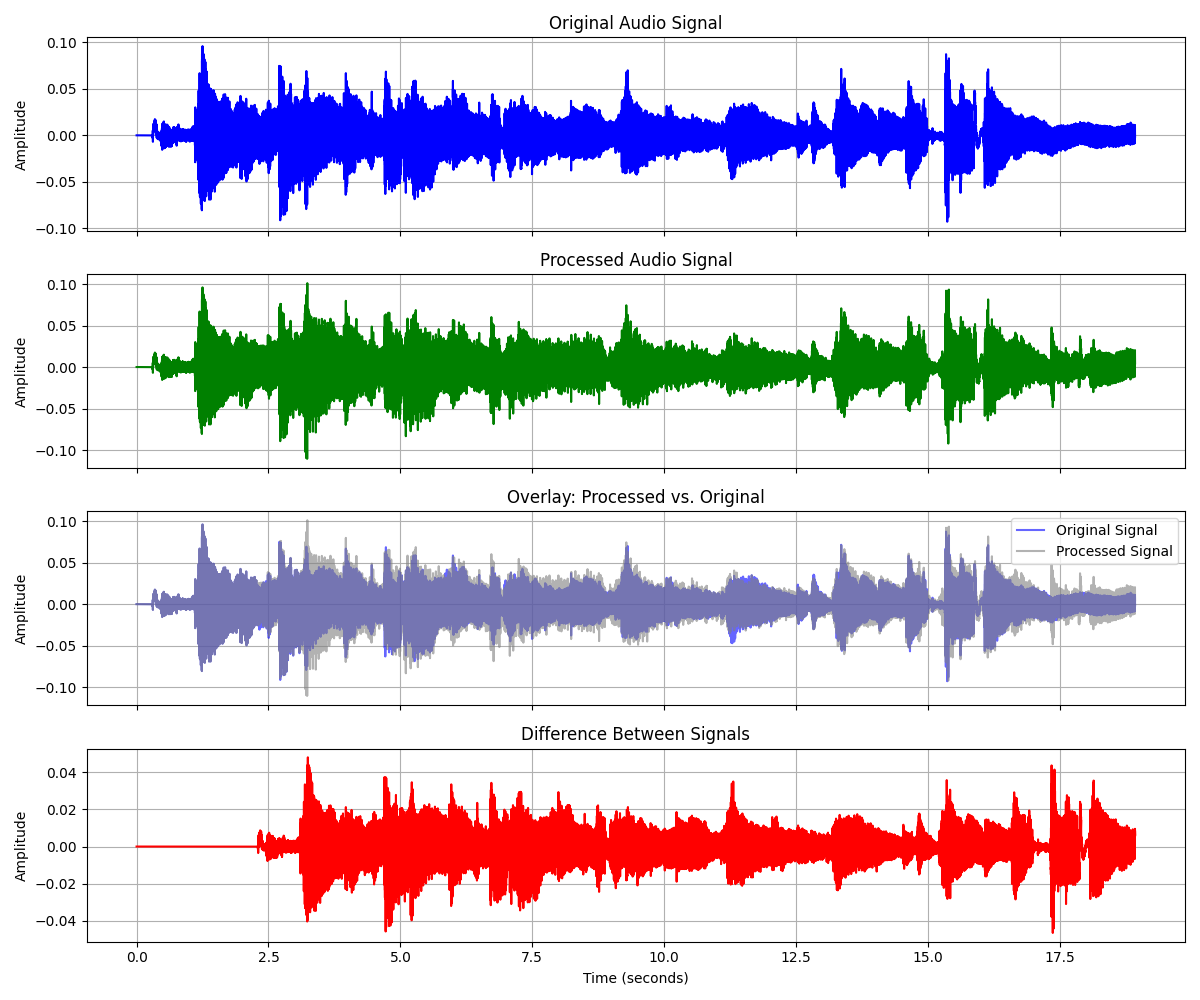 Original Audio Signal
0.10
0.05
0.00
−0.05
−0.10
Amplitude
Processed Audio Signal
0.10
0.05
0.00
−0.05
−0.10
Amplitude
Overlay: Processed vs. Original
0.10
0.05
0.00
−0.05
−0.10
Amplitude
Original Signal
Processed Signal
Difference Between Signals
0.04
0.02
0.00
−0.02
−0.04
Amplitude
0.0 2.5 5.0 7.5 10.0 12.5 15.0 17.5
Time (seconds)